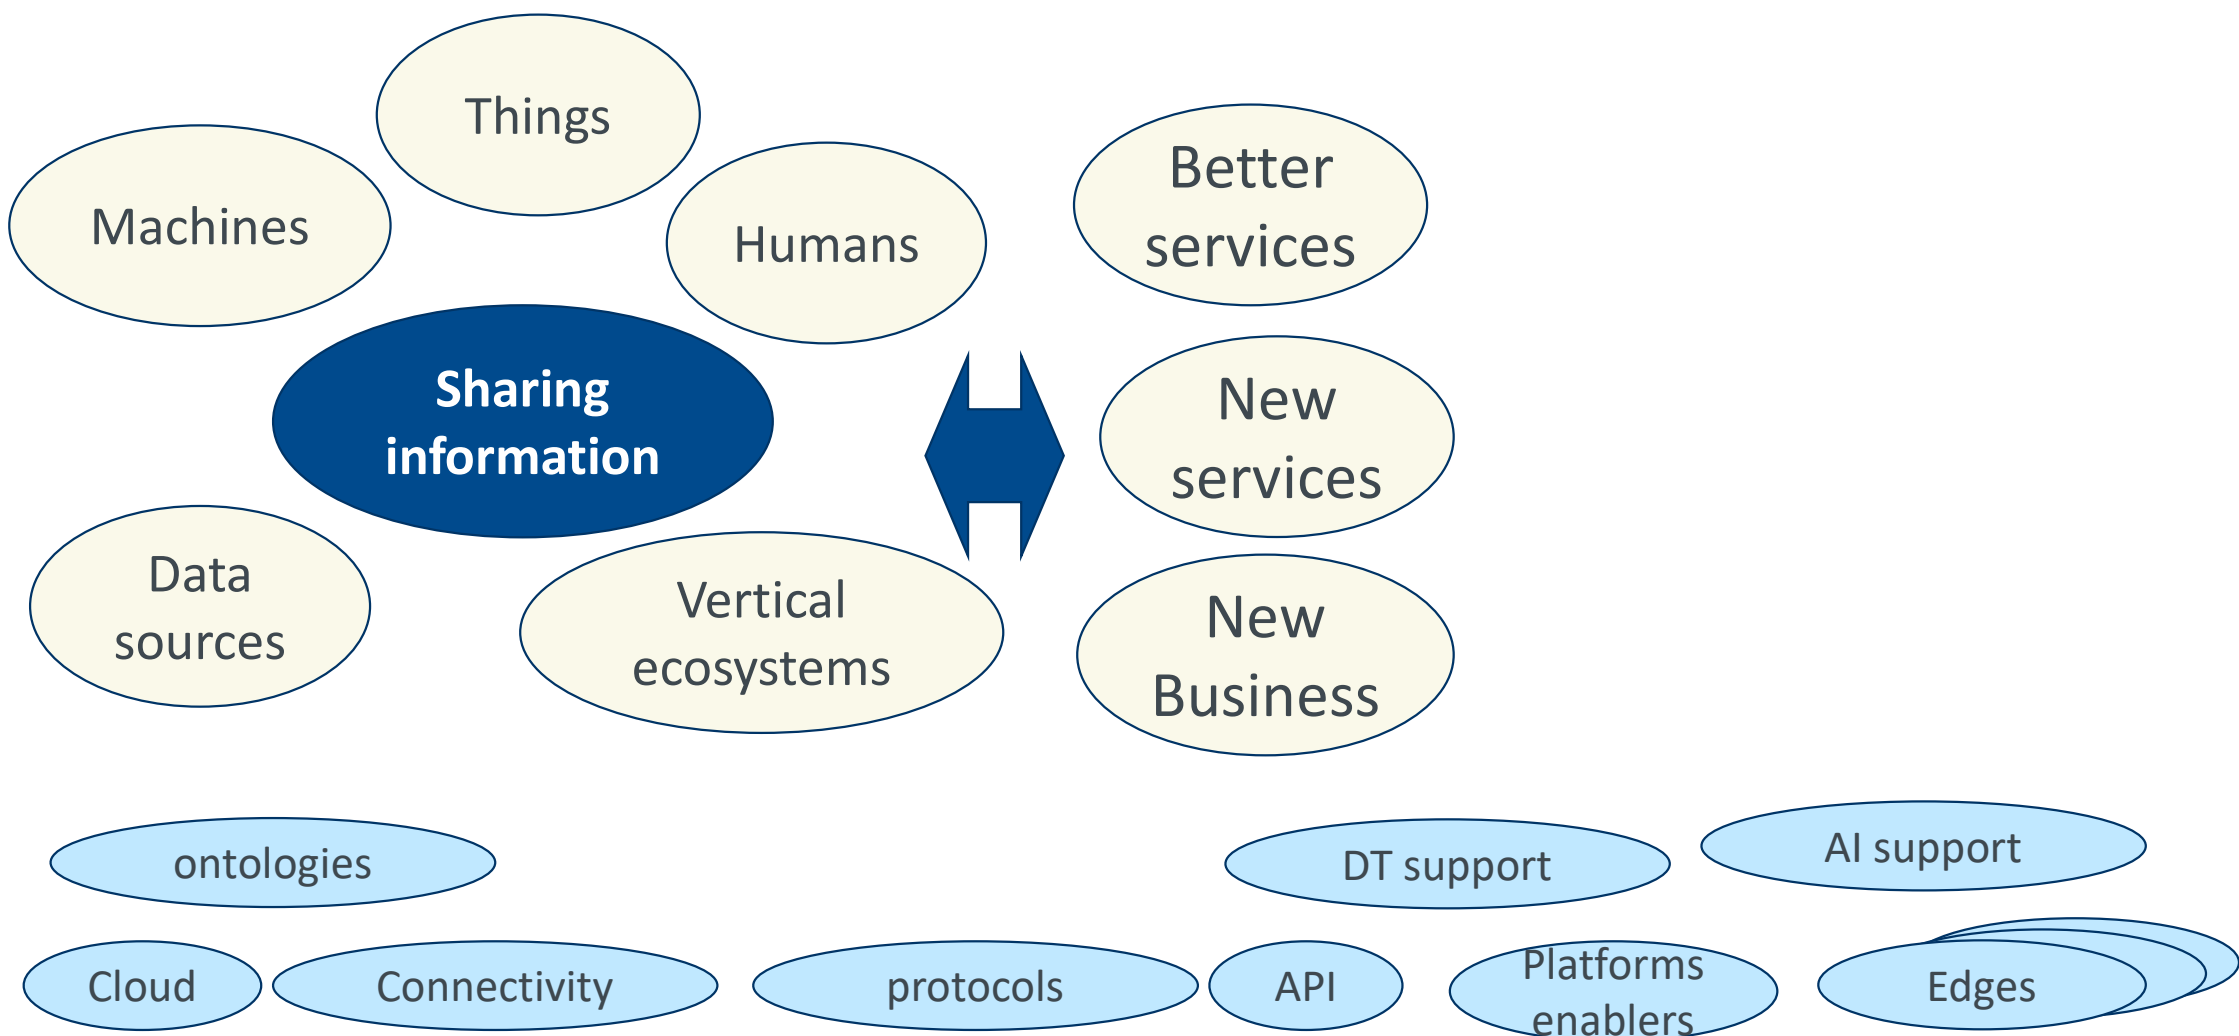 Things
Machines
Humans
Better
services
Sharing
information
New
services
Data
sources
Vertical
ecosystems
New
Business
ontologies
DT support
AI support
Cloud
Connectivity
protocols
API
Platforms
enablers
Edges